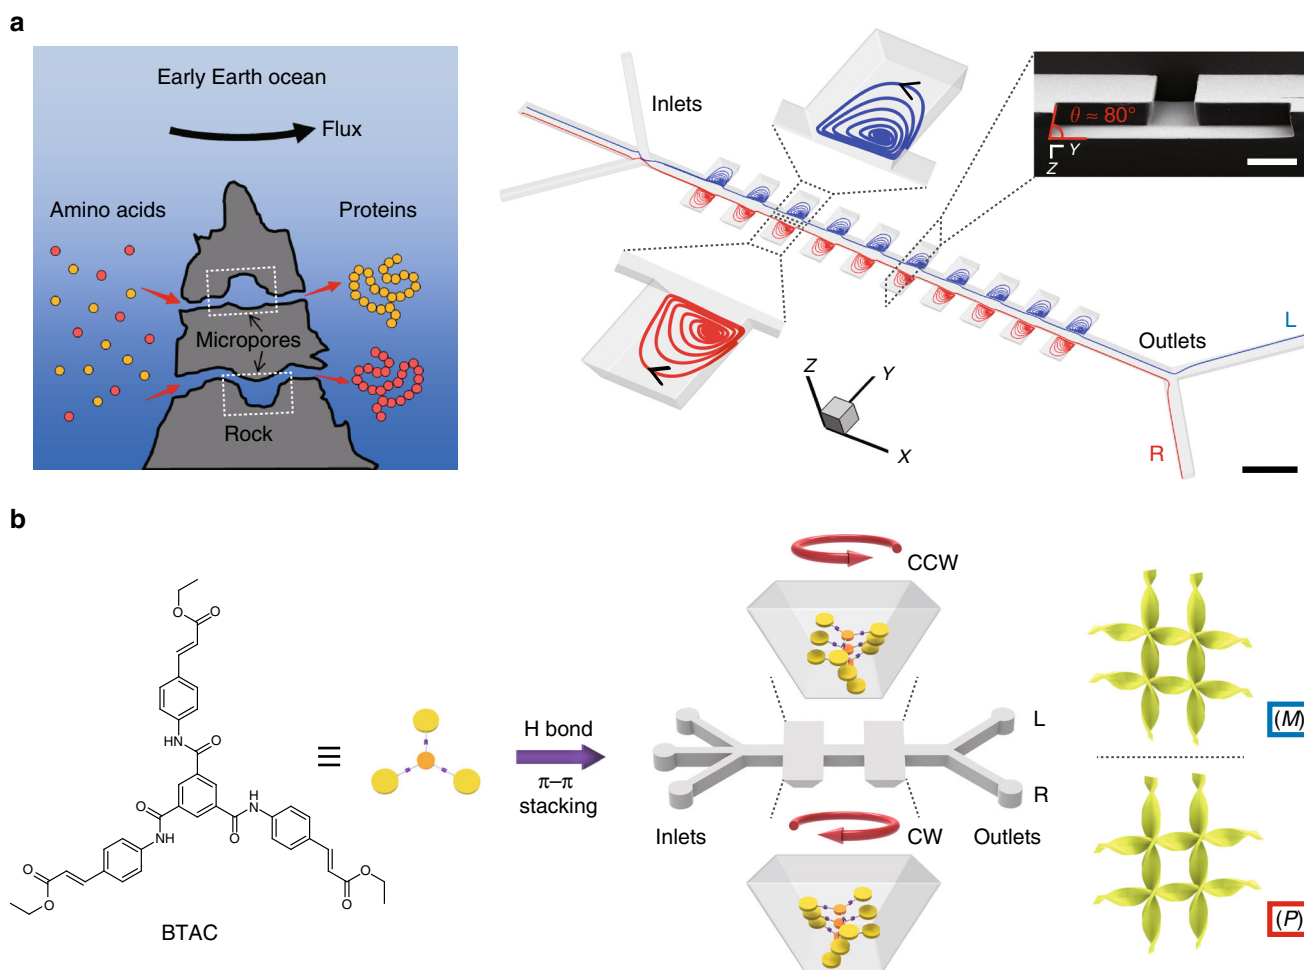 a
Early Earth ocean
Flux
Amino acids
Proteins
Micropores
Rock
Inlets
θ ≈ 80°
Y
Z
Outlets
L
R
Z
Y
X
b
O
O
NH
O
O
O
NH
O
H
N
O
O
O
O
BTAC
≡
H bond
π–π
stacking
CCW
L
R
Inlets
Outlets
CW
(M)
(P)